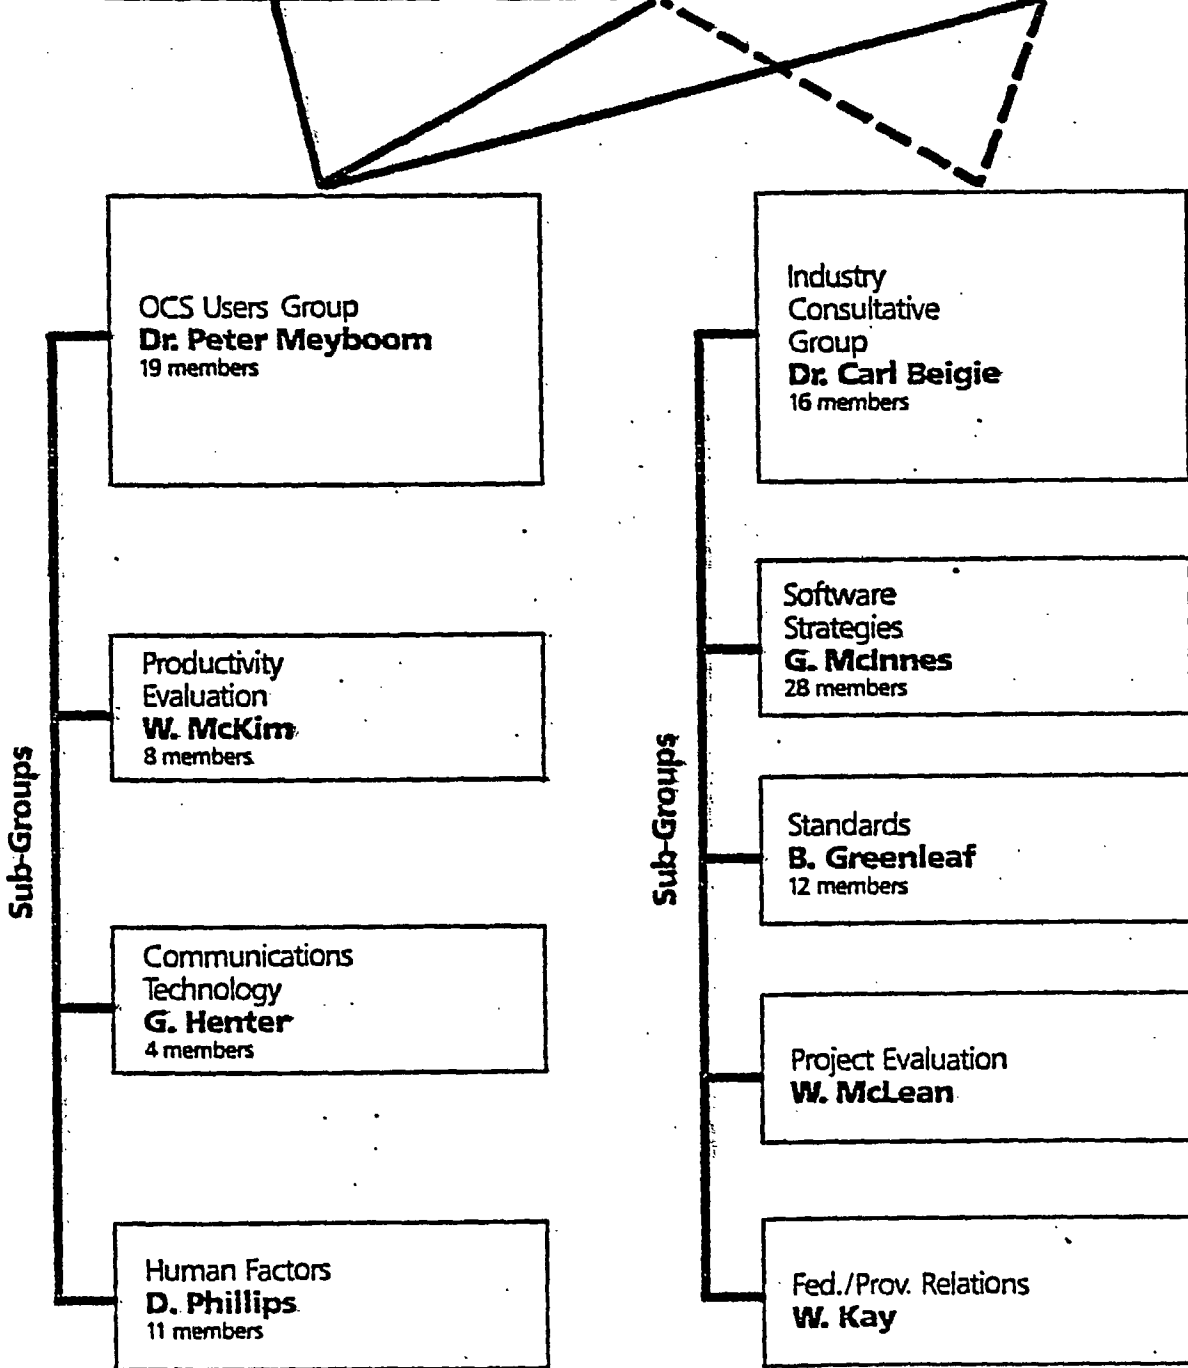 OCS Users Group
Dr. Peter Meyboom
19 members
Sub-Groups
Productivity
Evaluation
W. McKim
8 members
Communications
Technology
G. Henter
4 members
Human Factors
D. Phillips
11 members
Industry
Consultative
Group
Dr. Carl Beigie
16 members
Sub-Groups
Software
Strategies
G. McInnes
28 members
Standards
B. Greenleaf
12 members
Project Evaluation
W. McLean
Fed./Prov. Relations
W. Kay